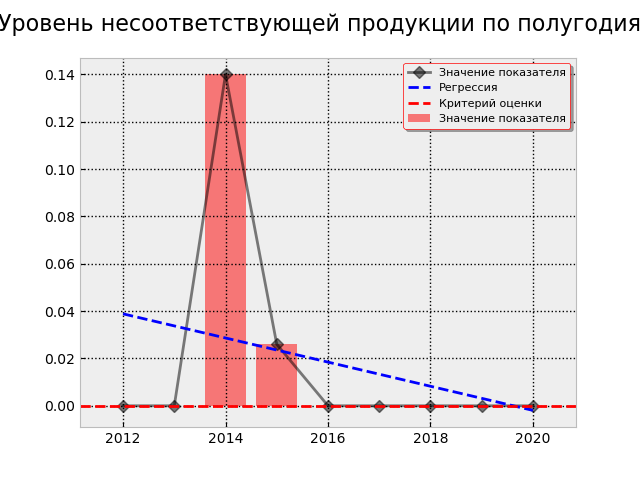 Уровень несоответствующей продукции по полугодия
0.14
0.12
0.10
0.08
0.06
0.04
0.02
0.00
2012 2014 2016 2018 2020
Значение показателя
Регрессия
Критерий оценки
Значение показателя